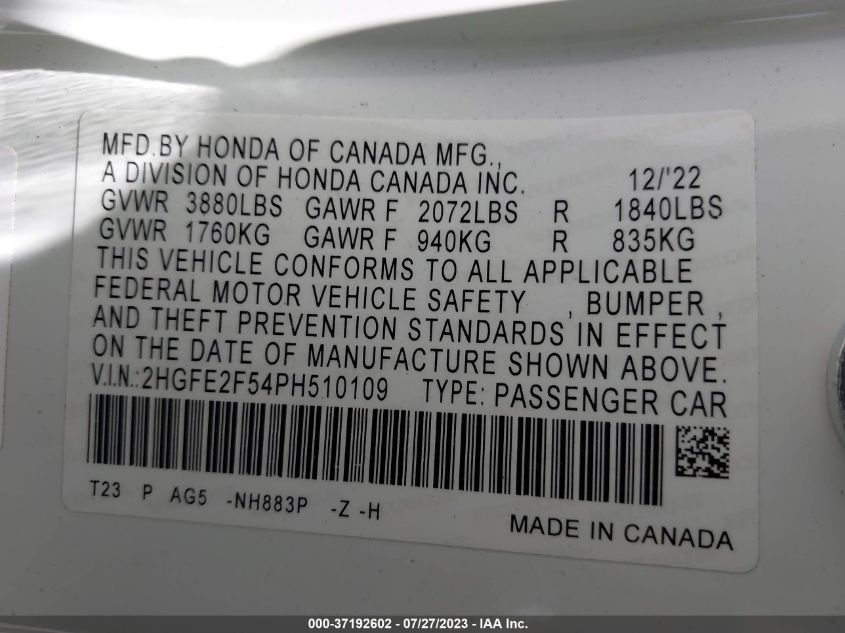 MFD.BY HONDA OF CANADA MFG.,
A DIVISION OF HONDA CANADA INC. 12/'22
GVWR 3880LBS GAWR F 2072LBS R 1840LBS
GVWR 1760KG GAWR F 940KG R 835KG
THIS VEHICLE CONFORMS TO ALL APPLICABLE
FEDERAL MOTOR VEHICLE SAFETY , BUMPER ,
AND THEFT PREVENTION STANDARDS IN EFFECT
ON THE DATE OF MANUFACTURE SHOWN ABOVE.
V.I.N.:2HGFE2F54PH510109 TYPE: PASSENGER CAR
T23 P AG5 -NH883P -Z -H
MADE IN CANADA
000-37192602 - 07/27/2023 - IAA Inc.